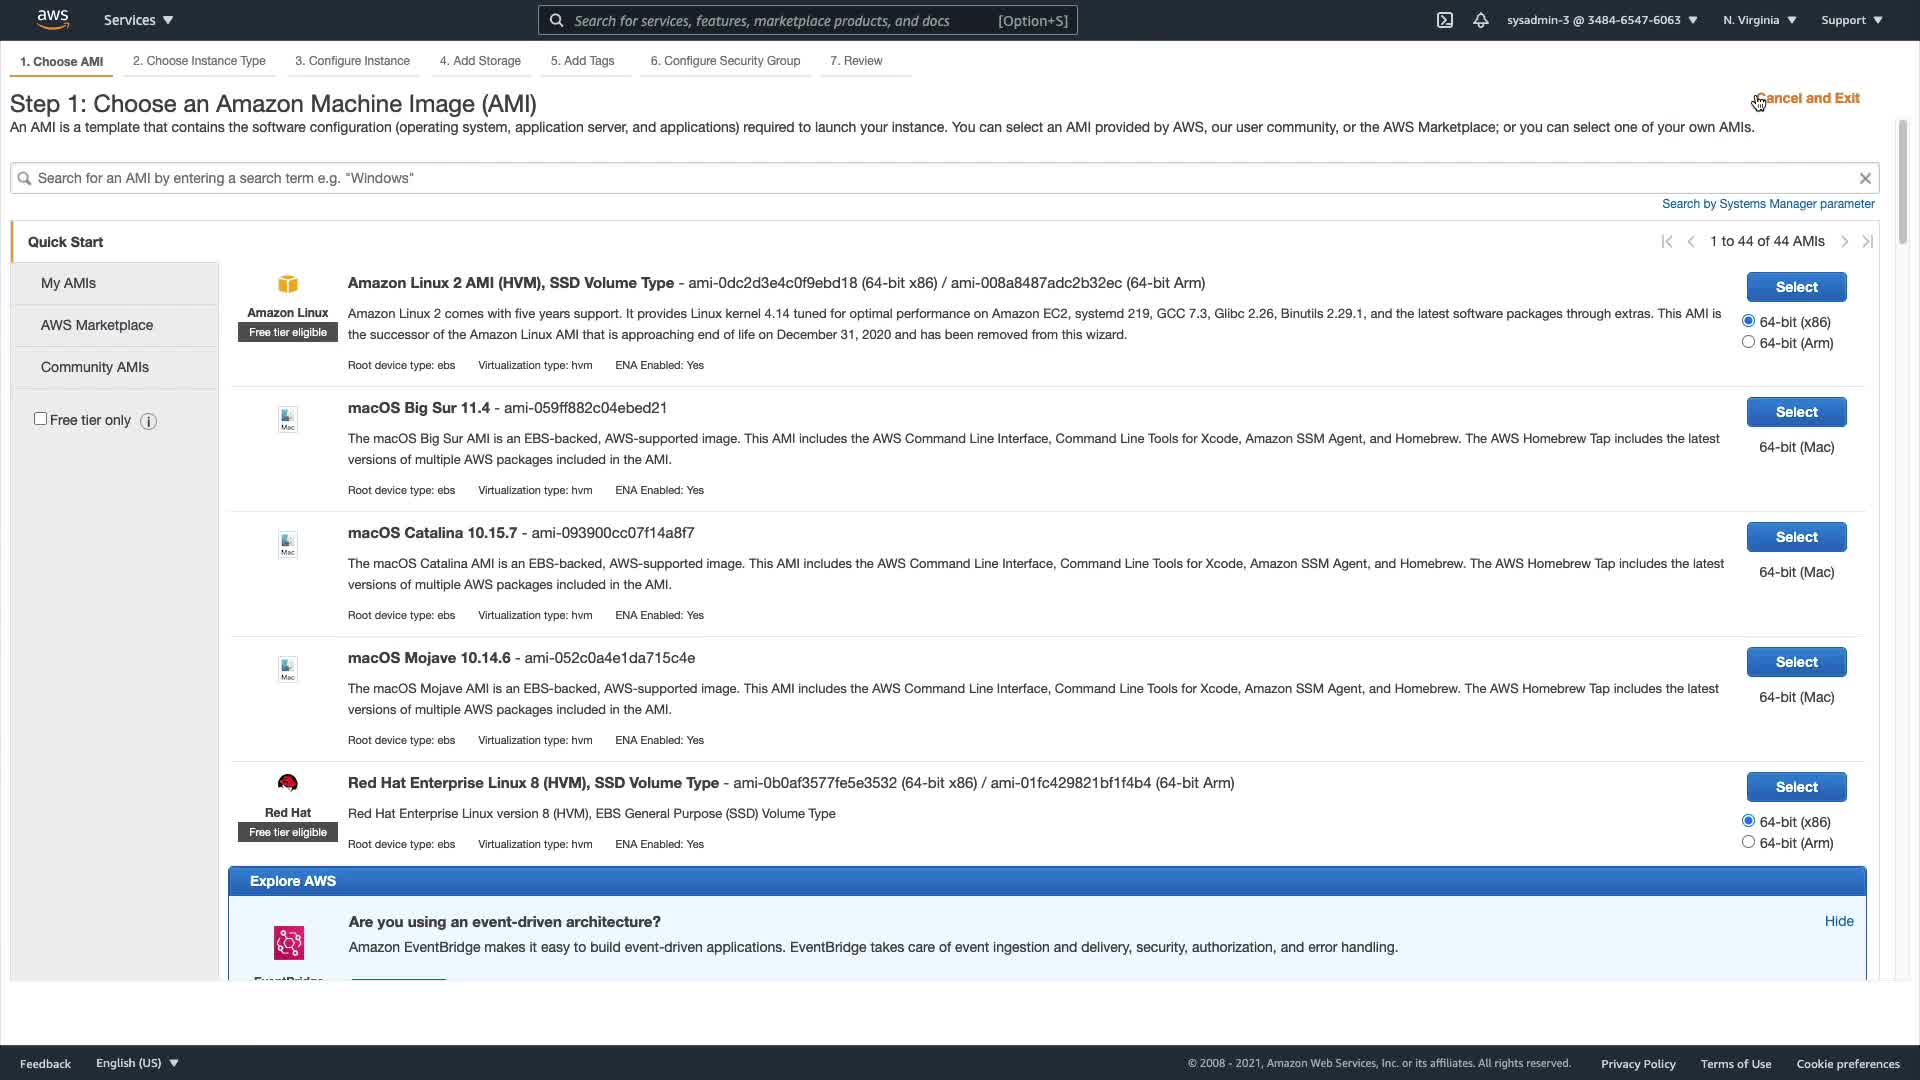 aws
Services
Search for services, features, marketplace products, and docs [Option+S]
sysadmin-3 @ 3484-6547-6063
N. Virginia
Support
1. Choose AMI
2. Choose Instance Type
3. Configure Instance
4. Add Storage
5. Add Tags
6. Configure Security Group
7. Review
Step 1: Choose an Amazon Machine Image (AMI)
Cancel and Exit
An AMI is a template that contains the software configuration (operating system, application server, and applications) required to launch your instance. You can select an AMI provided by AWS, our user community, or the AWS Marketplace; or you can select one of your own AMIs.
Search for an AMI by entering a search term e.g. "Windows"
Search by Systems Manager parameter
Quick Start
1 to 44 of 44 AMIs
My AMIs
AWS Marketplace
Community AMIs
Free tier only
Amazon Linux
Free tier eligible
Amazon Linux 2 AMI (HVM), SSD Volume Type - ami-0dc2d3e4c0f9ebd18 (64-bit x86) / ami-008a8487adc2b32ec (64-bit Arm)
Amazon Linux 2 comes with five years support. It provides Linux kernel 4.14 tuned for optimal performance on Amazon EC2, systemd 219, GCC 7.3, Glibc 2.26, Binutils 2.29.1, and the latest software packages through extras. This AMI is
the successor of the Amazon Linux AMI that is approaching end of life on December 31, 2020 and has been removed from this wizard.
Root device type: ebs Virtualization type: hvm ENA Enabled: Yes
Select
64-bit (x86)
64-bit (Arm)
Mac
macOS Big Sur 11.4 - ami-059ff882c04ebed21
The macOS Big Sur AMI is an EBS-backed, AWS-supported image. This AMI includes the AWS Command Line Interface, Command Line Tools for Xcode, Amazon SSM Agent, and Homebrew. The AWS Homebrew Tap includes the latest
versions of multiple AWS packages included in the AMI.
Root device type: ebs Virtualization type: hvm ENA Enabled: Yes
Select
64-bit (Mac)
Mac
macOS Catalina 10.15.7 - ami-093900cc07f14a8f7
The macOS Catalina AMI is an EBS-backed, AWS-supported image. This AMI includes the AWS Command Line Interface, Command Line Tools for Xcode, Amazon SSM Agent, and Homebrew. The AWS Homebrew Tap includes the latest
versions of multiple AWS packages included in the AMI.
Root device type: ebs Virtualization type: hvm ENA Enabled: Yes
Select
64-bit (Mac)
Mac
macOS Mojave 10.14.6 - ami-052c0a4e1da715c4e
The macOS Mojave AMI is an EBS-backed, AWS-supported image. This AMI includes the AWS Command Line Interface, Command Line Tools for Xcode, Amazon SSM Agent, and Homebrew. The AWS Homebrew Tap includes the latest
versions of multiple AWS packages included in the AMI.
Root device type: ebs Virtualization type: hvm ENA Enabled: Yes
Select
64-bit (Mac)
Red Hat
Free tier eligible
Red Hat Enterprise Linux 8 (HVM), SSD Volume Type - ami-0b0af3577fe5e3532 (64-bit x86) / ami-01fc429821bf1f4b4 (64-bit Arm)
Red Hat Enterprise Linux version 8 (HVM), EBS General Purpose (SSD) Volume Type
Root device type: ebs Virtualization type: hvm ENA Enabled: Yes
Select
64-bit (x86)
64-bit (Arm)
Explore AWS
Are you using an event-driven architecture?
Hide
Amazon EventBridge makes it easy to build event-driven applications. EventBridge takes care of event ingestion and delivery, security, authorization, and error handling.
Feedback
English (US)
© 2008 - 2021, Amazon Web Services, Inc. or its affiliates. All rights reserved.
Privacy Policy
Terms of Use
Cookie preferences